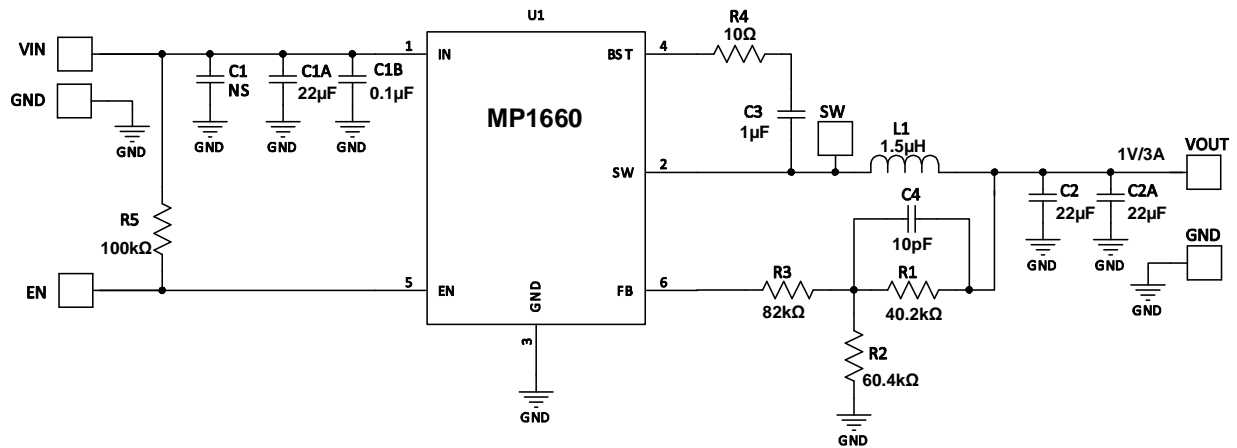 U1
VIN
1
IN
BST
4
R4
10Ω
C1
NS
C1A
22µF
C1B
0.1µF
GND
GND
GND
GND
GND
MP1660
C3
1µF
SW
L1
1.5µH
1V/3A
VOUT
SW
2
C2
22µF
C2A
22µF
GND
GND
C4
10pF
R5
100kΩ
GND
GND
EN
5
EN
GND
3
FB
6
R3
82kΩ
R1
40.2kΩ
R2
60.4kΩ
GND
GND